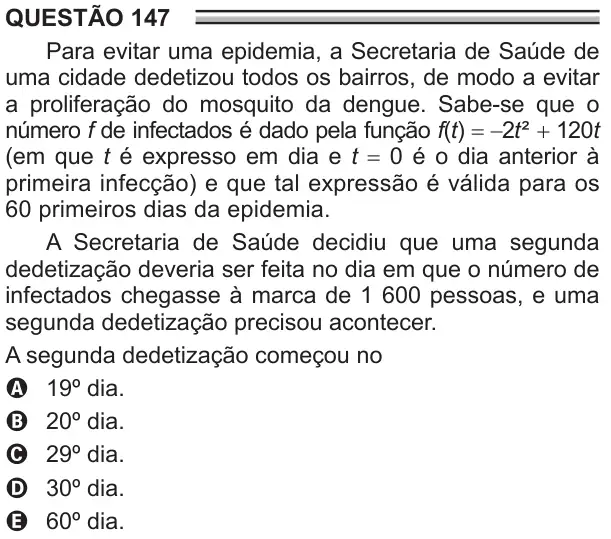 QUESTÃO 147
Para evitar uma epidemia, a Secretaria de Saúde de
uma cidade dedetizou todos os bairros, de modo a evitar
a proliferação do mosquito da dengue. Sabe-se que o
número f de infectados é dado pela função f(t) = −2t² + 120t
(em que t é expresso em dia e t = 0 é o dia anterior à
primeira infecção) e que tal expressão é válida para os
60 primeiros dias da epidemia.
A Secretaria de Saúde decidiu que uma segunda
dedetização deveria ser feita no dia em que o número de
infectados chegasse à marca de 1 600 pessoas, e uma
segunda dedetização precisou acontecer.
A segunda dedetização começou no
A 19º dia.
B 20º dia.
C 29º dia.
D 30º dia.
E 60º dia.